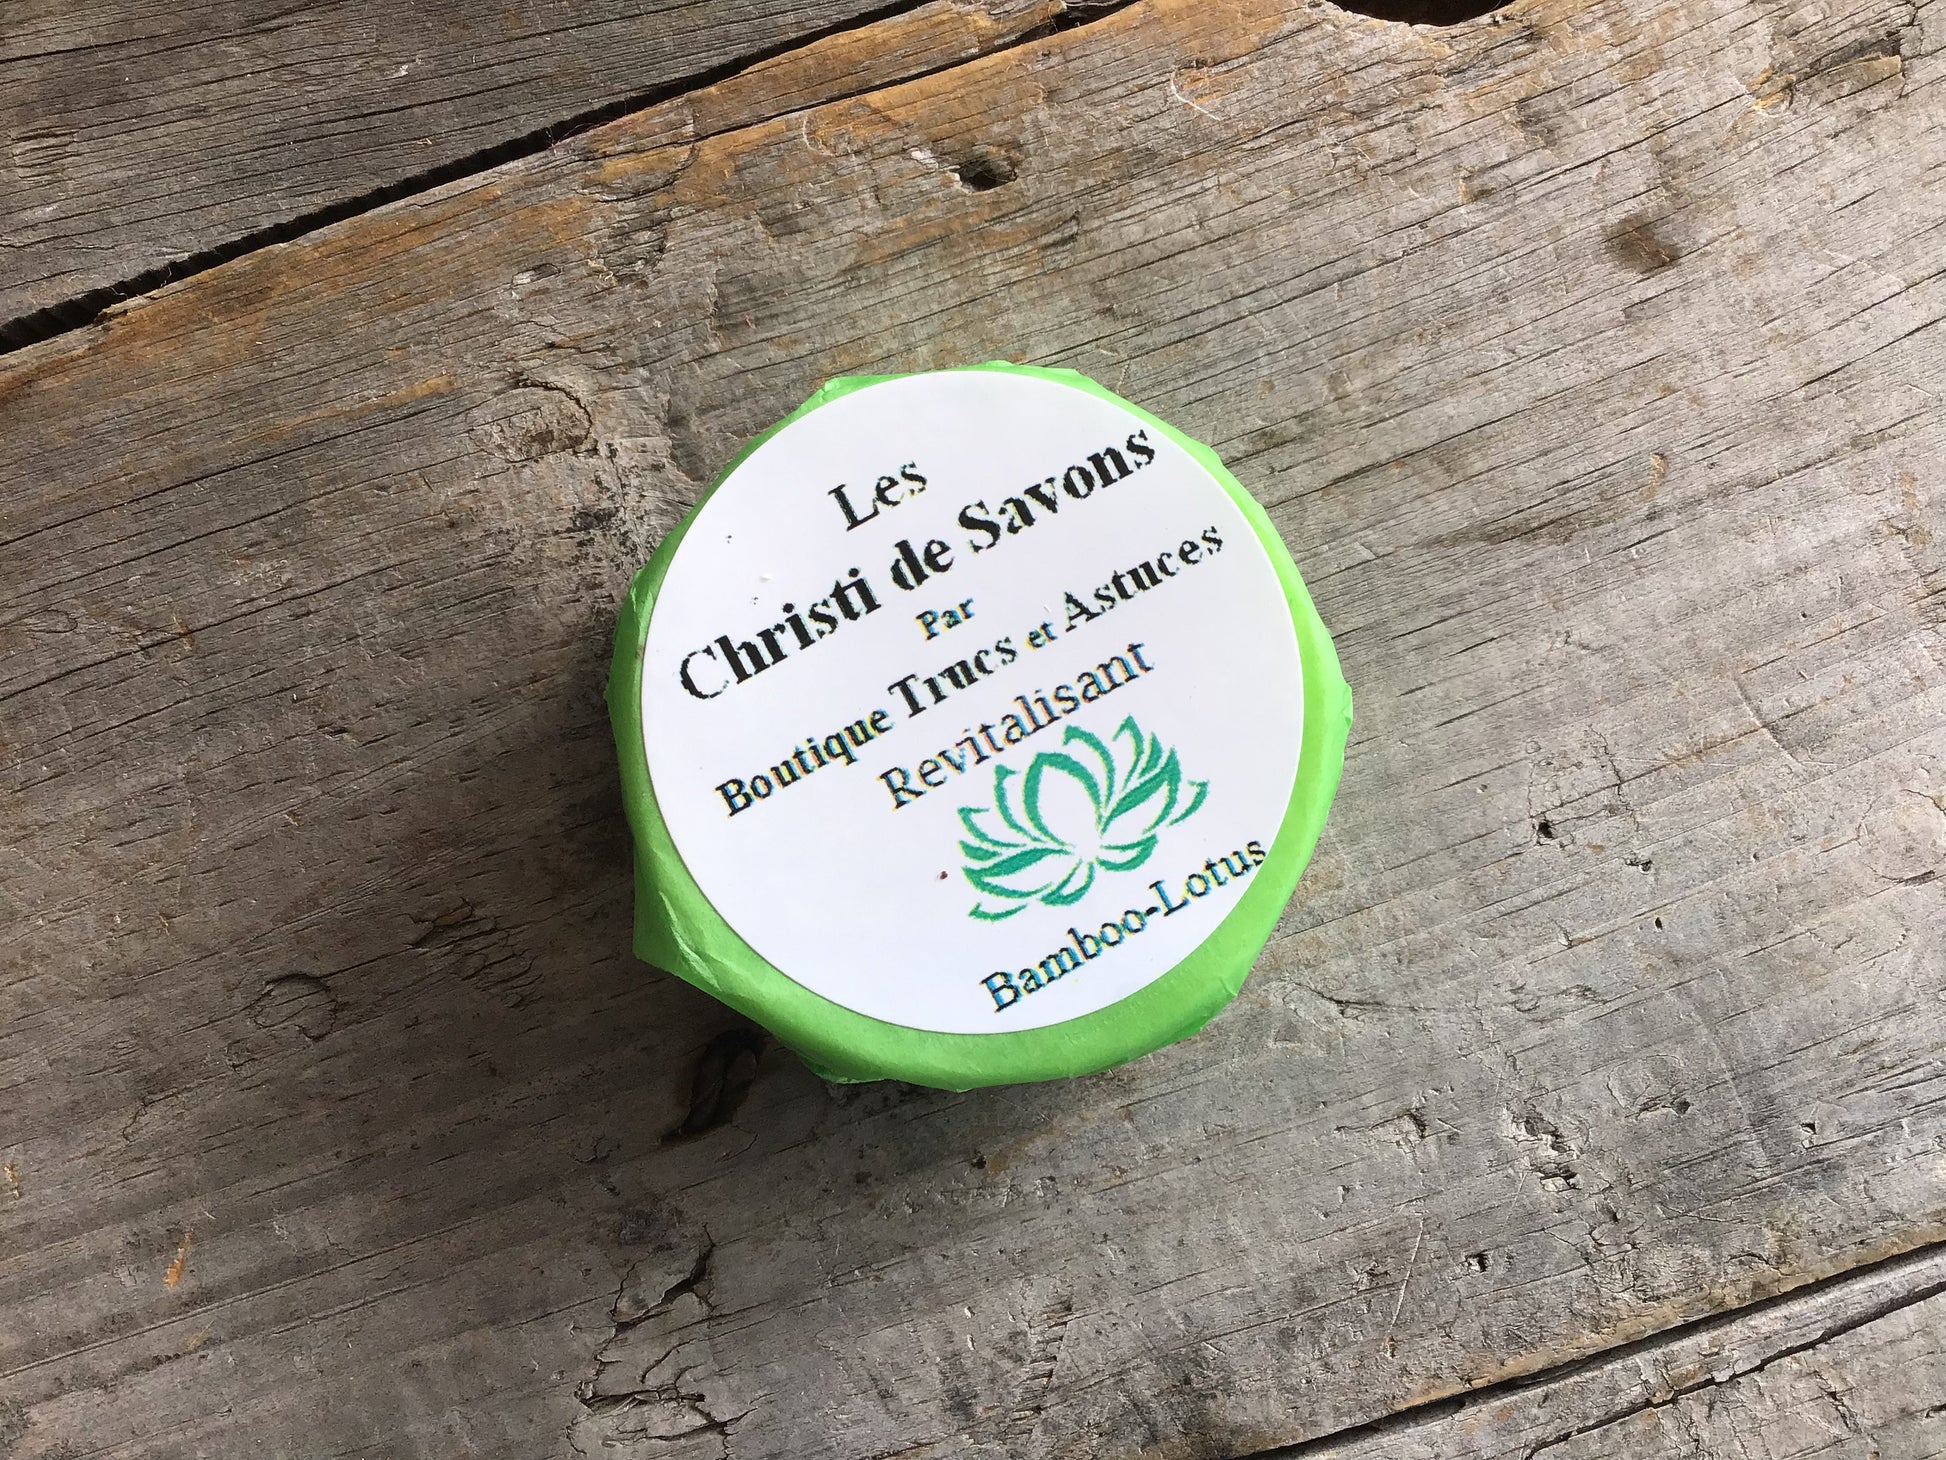 Les
Christi de Savons
Par
Boutique Trucs et Astuces
Revitalisant
Bamboo-Lotus